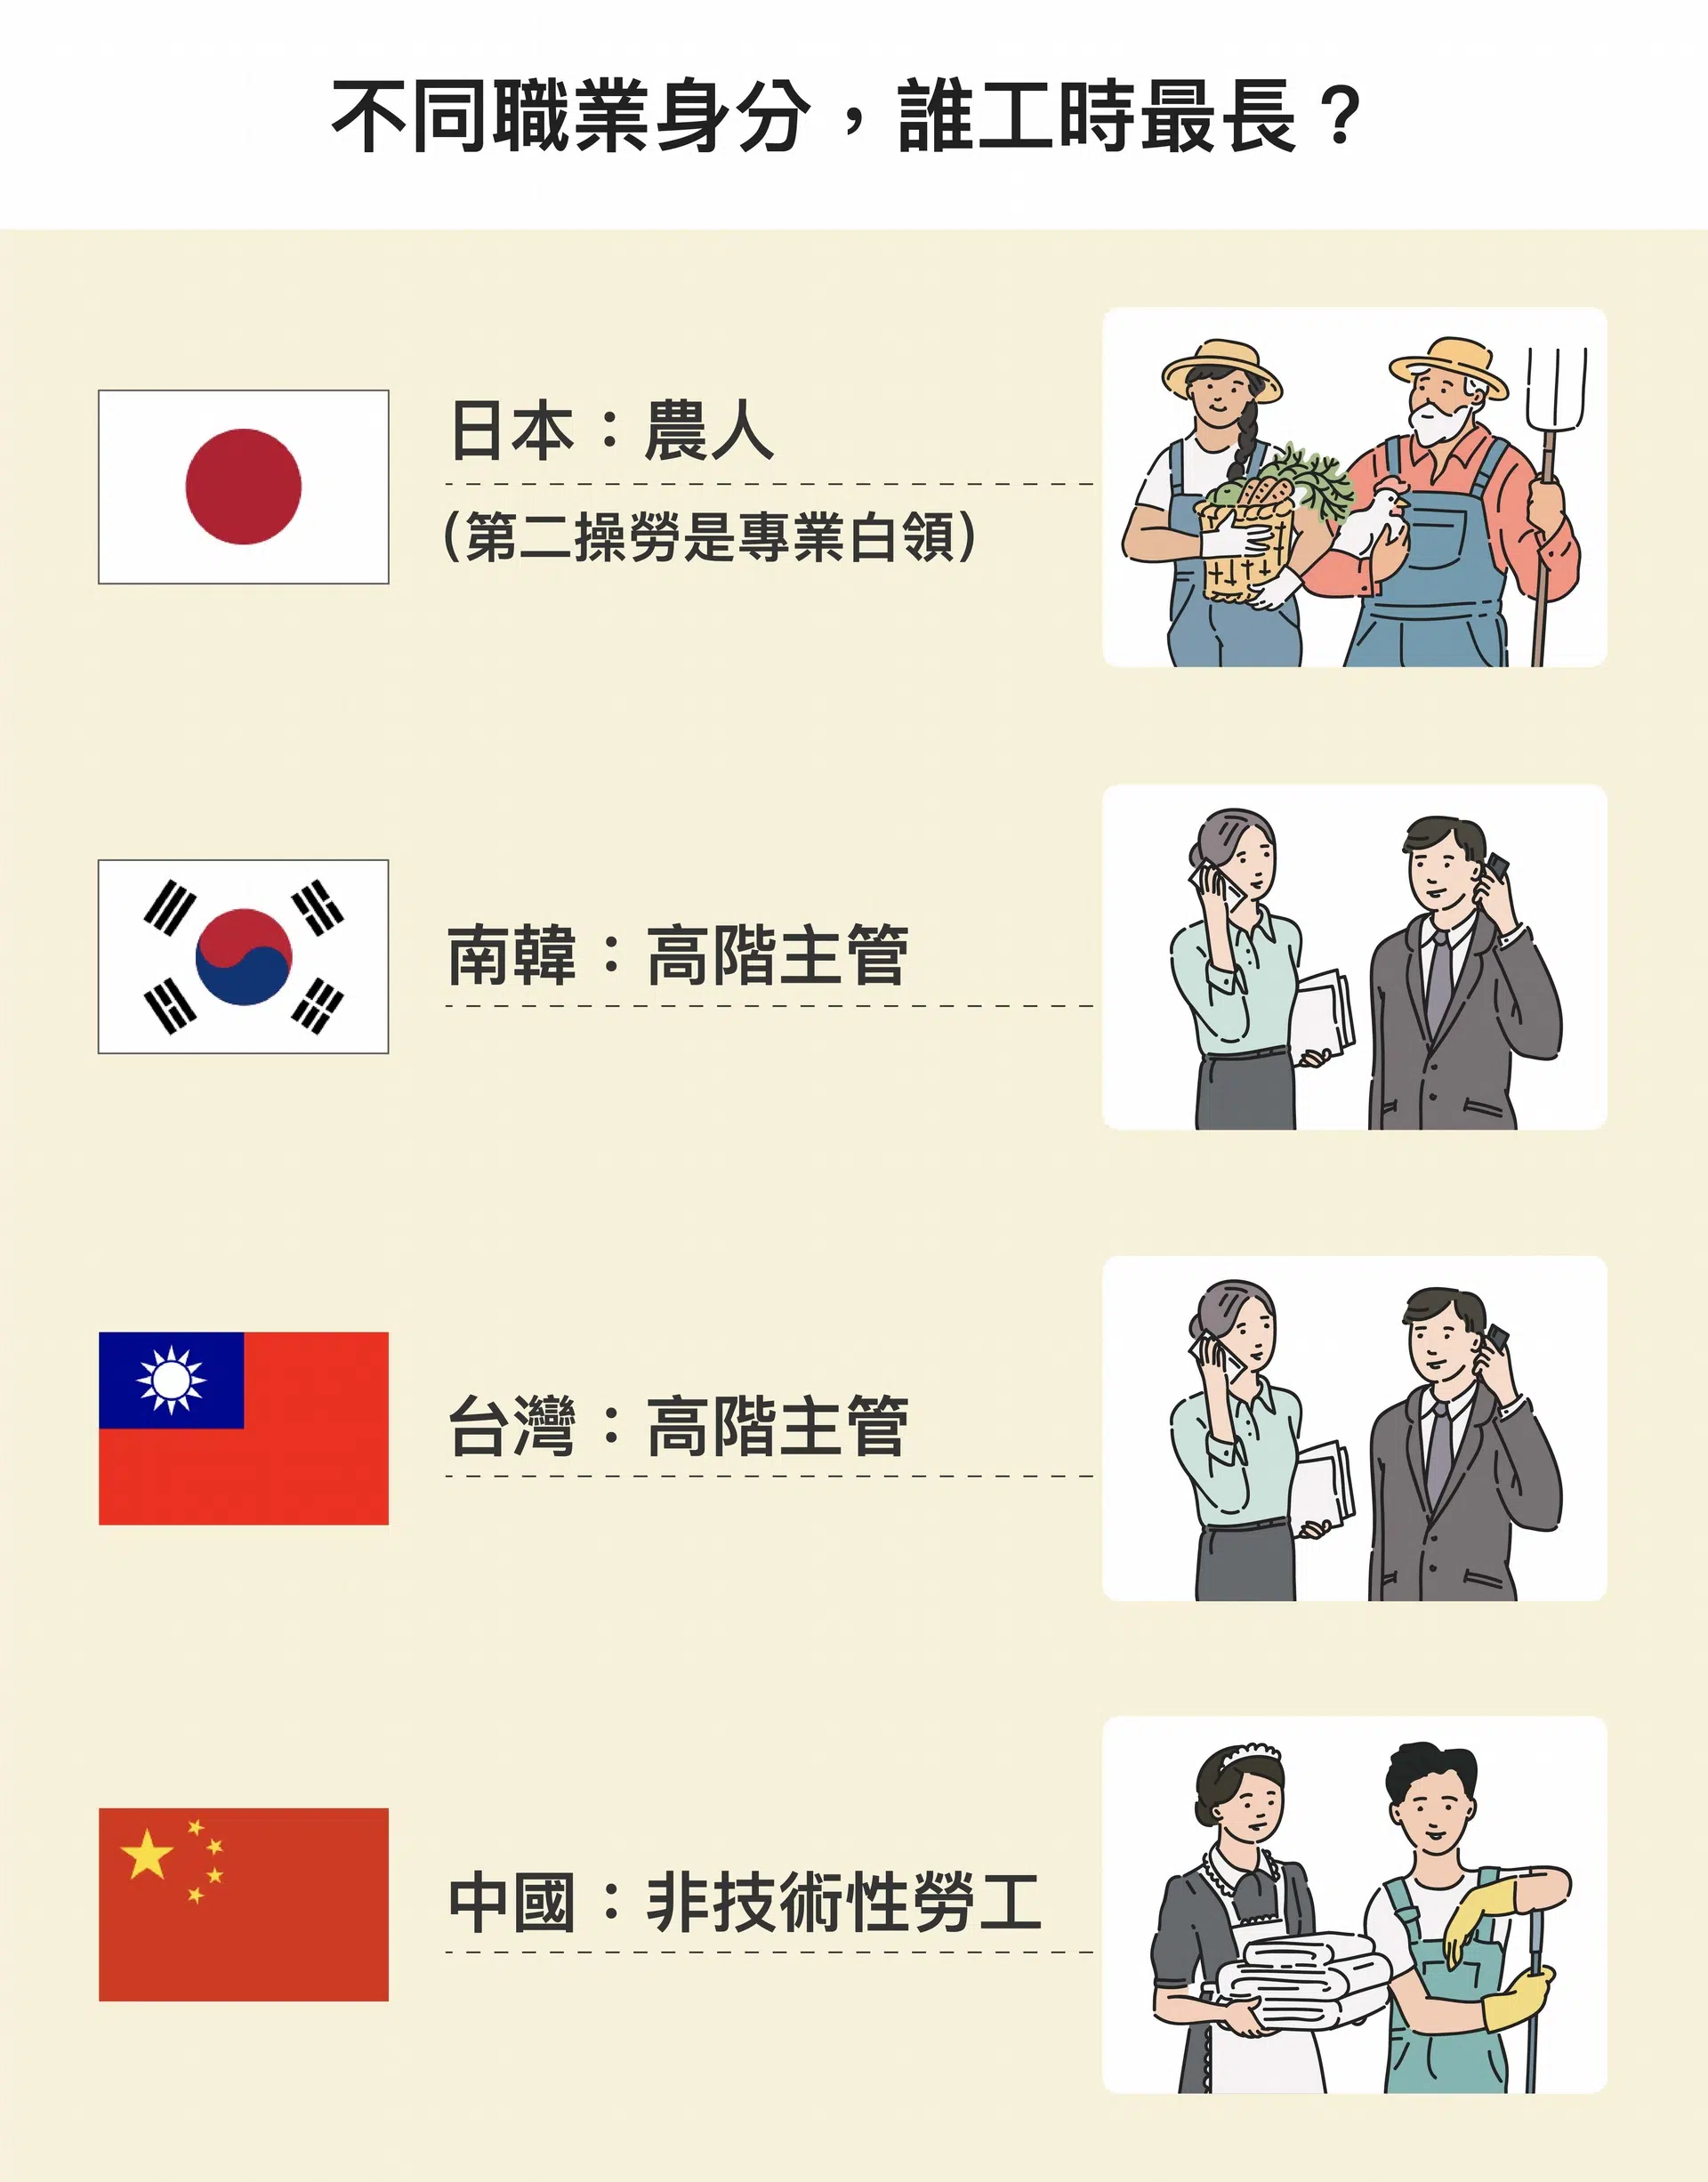 不同職業身分，誰工時最長？
日本：農人
(第二操勞是專業白領)
南韓：高階主管
台灣：高階主管
中國：非技術性勞工